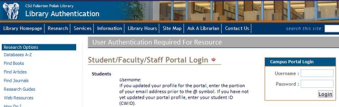 CSU Fullerton Pollak Library
Library Authentication
Library Homepage | Research | Services | Information | Library Hours | Site Map | Ask A Librarian | Contact Us
search this site
User Authentication Required For Resource
Research Options
Databases A-Z
Find Books
Find Articles
Find Journals
Research Guides
Web Resources
Student/Faculty/Staff Portal Login
Students
Username:
If you updated your profile for the portal, enter the portion
of your email address prior to the @ symbol. If you have not
yet updated your portal profile, enter your student ID
(CWID).
Campus Portal Login
Username :
Password :
Login